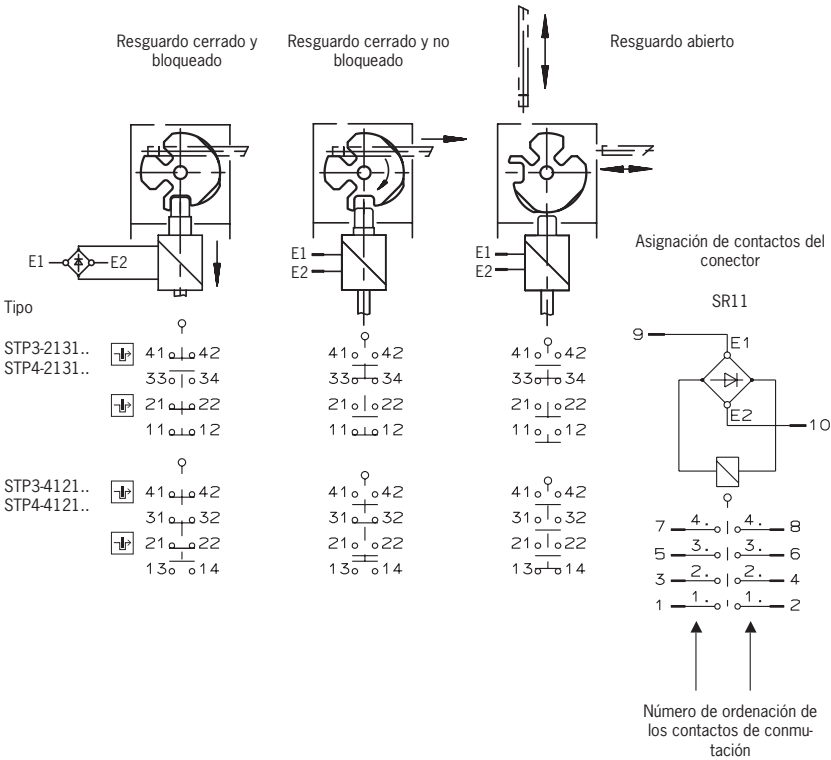 Resguardo cerrado y
bloqueado
Resguardo cerrado y no
bloqueado
Resguardo abierto
E1
E2
E1
E2
E1
E2
Tipo
STP3-2131..
STP4-2131..
41 42
33 34
21 22
11 12
41 42
33 34
21 22
11 12
41 42
33 34
21 22
11 12
STP3-4121..
STP4-4121..
41 42
31 32
21 22
13 14
41 42
31 32
21 22
13 14
41 42
31 32
21 22
13 14
Asignación de contactos del
conector
SR11
9
E1
E2
10
7 4. 4. 8
5 3. 3. 6
3 2. 2. 4
1 1. 1. 2
Número de ordenación de
los contactos de conmu-
tación